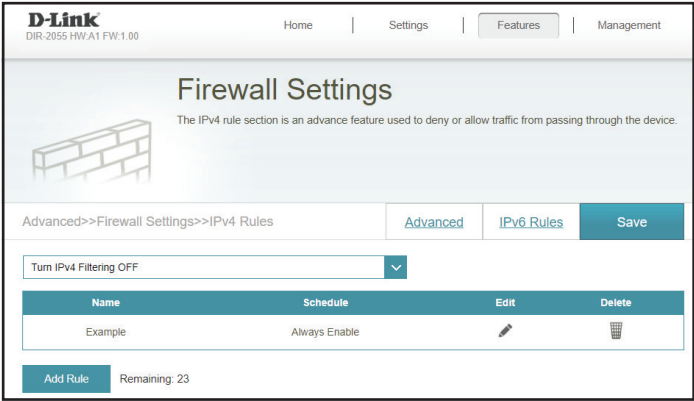 D-Link
DIR-2055 HW:A1 FW:1.00
Home | Settings | Features | Management
Firewall Settings
The IPv4 rule section is an advance feature used to deny or allow traffic from passing through the device.
Advanced>>Firewall Settings>>IPv4 Rules
Advanced
IPv6 Rules
Save
Turn IPv4 Filtering OFF
Name Schedule Edit Delete
Example Always Enable
Add Rule Remaining: 23